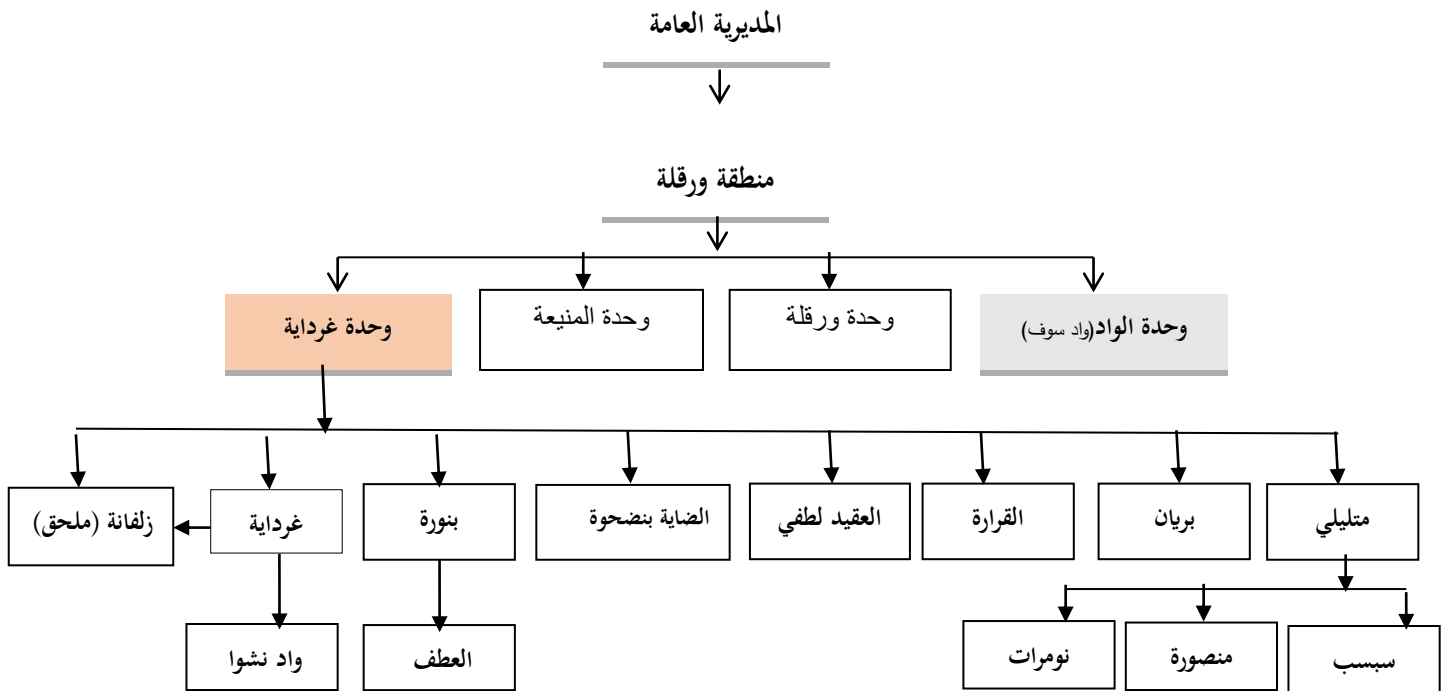 المديرية العامة
منطقة ورقلة
وحدة الواد(واد سوف)
وحدة ورقلة
وحدة المنيعة
وحدة غرداية
متليلي
بريان
القرارة
العقيد لطفي
الضاية بنضحوة
بنورة
غرداية
زلفانة (ملحق)
سبسب
منصورة
نومرات
العطف
واد نشوا